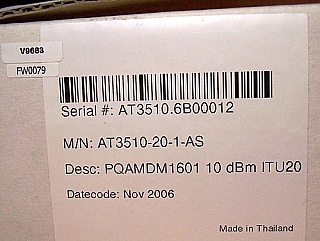 V9683
FW0079
Serial #: AT3510.6B00012
M/N: AT3510-20-1-AS
Desc: PQAMDM1601 10 dBm ITU20
Datecode: Nov 2006
Made in Thailand